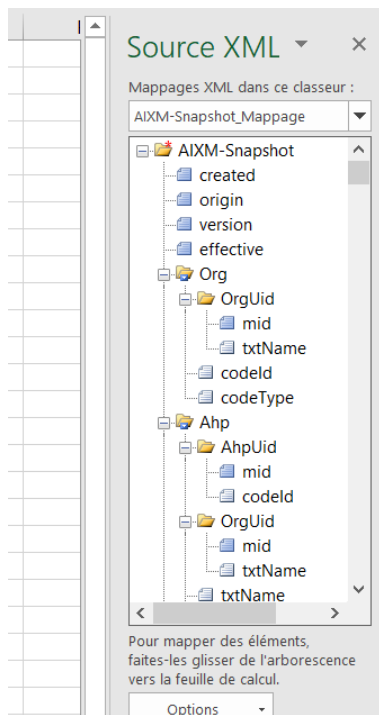 Source XML
Mappages XML dans ce classeur :
AIXM-Snapshot_Mappage
AIXM-Snapshot
created
origin
version
effective
Org
OrgUid
mid
txtName
codeId
codeType
Ahp
AhpUid
mid
codeId
OrgUid
mid
txtName
txtName
Pour mapper des éléments,
faites-les glisser de l'arborescence
vers la feuille de calcul.
Options